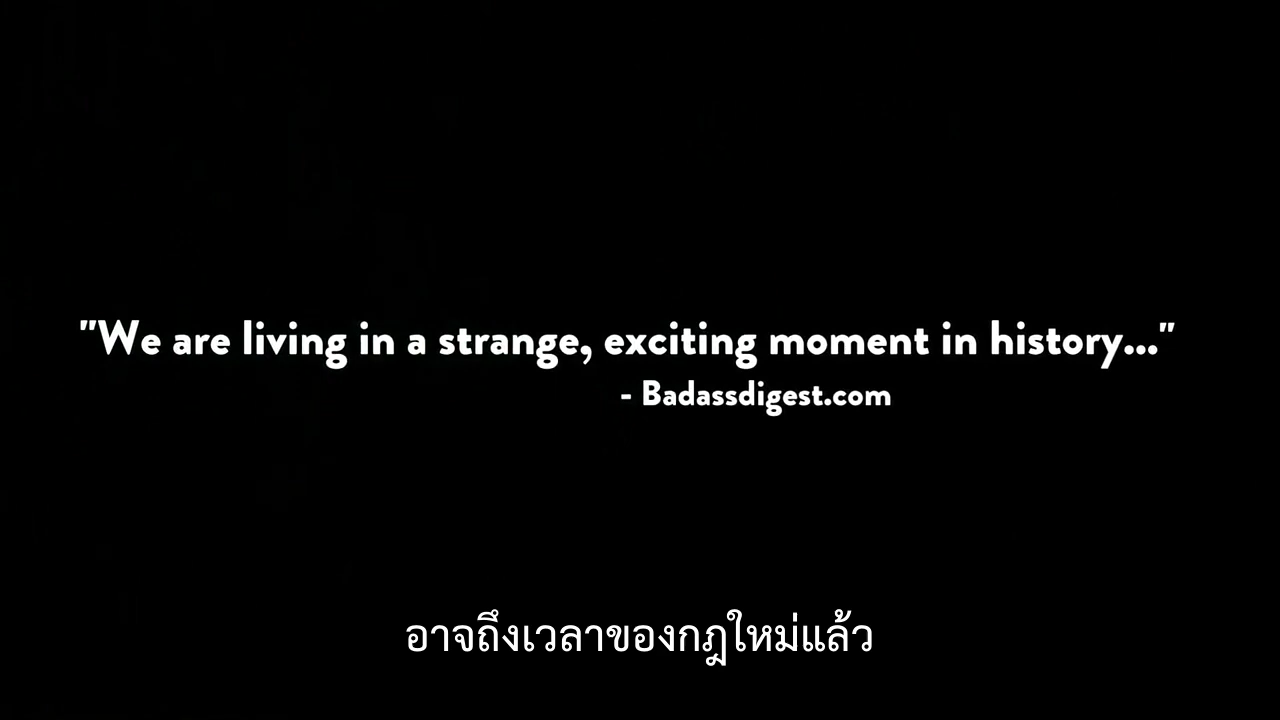 "We are living in a strange, exciting moment in history..."
- Badassdigest.com
อาจถึงเวลาของกฎใหม่แล้ว